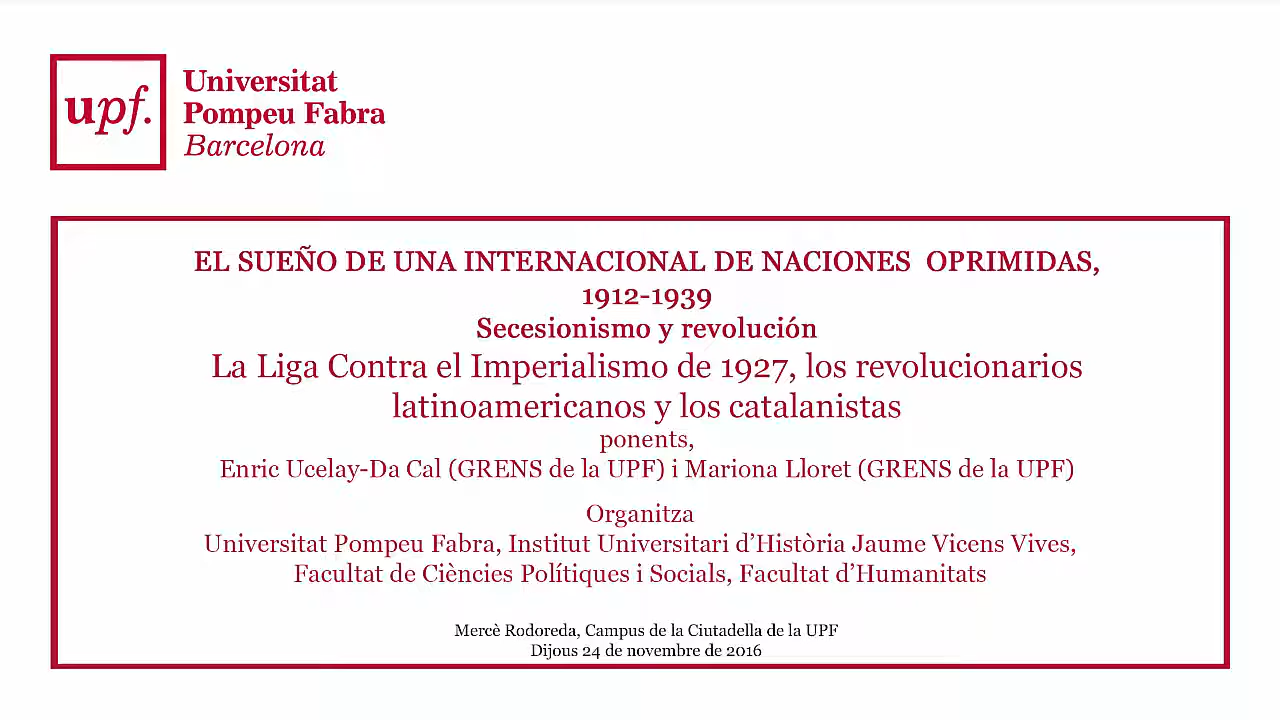 upf.
Universitat
Pompeu Fabra
Barcelona
EL SUEÑO DE UNA INTERNACIONAL DE NACIONES OPRIMIDAS,
1912-1939
Secesionismo y revolución
La Liga Contra el Imperialismo de 1927, los revolucionarios
latinoamericanos y los catalanistas
ponents,
Enric Ucelay-Da Cal (GRENS de la UPF) i Mariona Lloret (GRENS de la UPF)
Organitza
Universitat Pompeu Fabra, Institut Universitari d’Història Jaume Vicens Vives,
Facultat de Ciències Polítiques i Socials, Facultat d’Humanitats
Mercè Rodoreda, Campus de la Ciutadella de la UPF
Dijous 24 de novembre de 2016